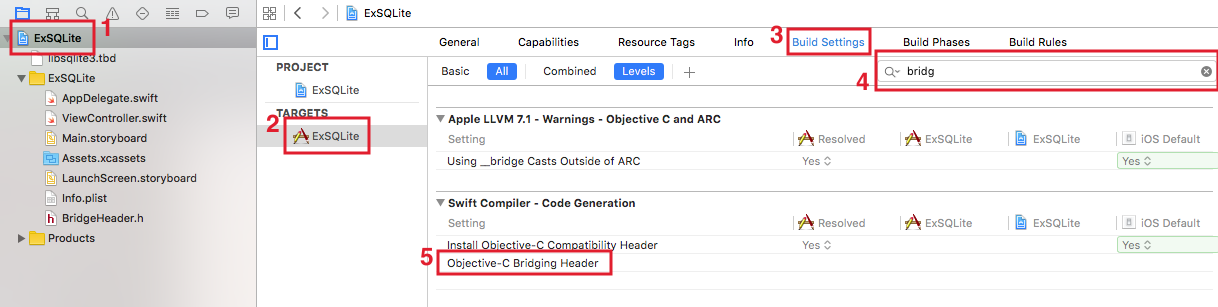 1
ExSQLite
libsqlite3.tbd
ExSQLite
AppDelegate.swift
ViewController.swift
Main.storyboard
Assets.xcassets
LaunchScreen.storyboard
Info.plist
h BridgeHeader.h
Products
ExSQLite
General Capabilities Resource Tags Info 3 Build Settings Build Phases Build Rules
PROJECT
ExSQLite
TARGETS
2 ExSQLite
Basic All Combined Levels + 4 bridg
Apple LLVM 7.1 - Warnings - Objective C and ARC
Setting Resolved ExSQLite ExSQLite iOS Default
Using __bridge Casts Outside of ARC Yes Yes
Swift Compiler - Code Generation
Setting Resolved ExSQLite ExSQLite iOS Default
Install Objective-C Compatibility Header Yes Yes
5 Objective-C Bridging Header